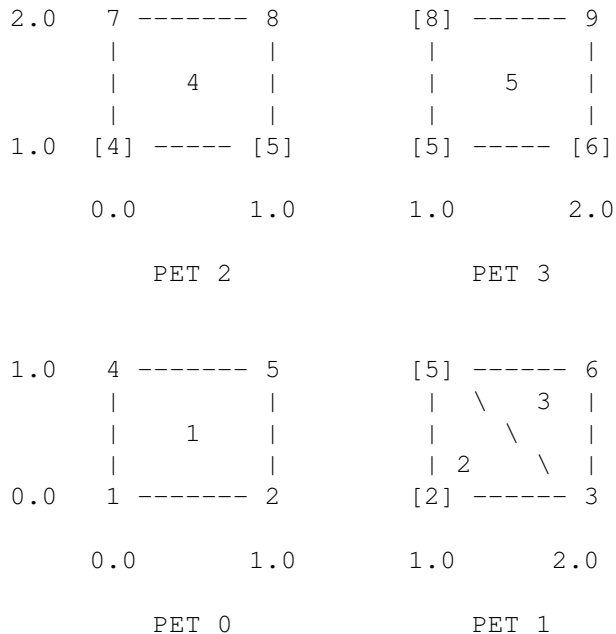 2.0 7 ------- 8 [8] ------ 9
| | | |
| 4 | | 5 |
| | | |
1.0 [4] ----- [5] [5] ----- [6]
0.0 1.0 1.0 2.0
PET 2 PET 3
1.0 4 ------- 5 [5] ------ 6
| | | \ 3 |
| 1 | | \ |
| | | 2 \ |
0.0 1 ------- 2 [2] ------ 3
0.0 1.0 1.0 2.0
PET 0 PET 1